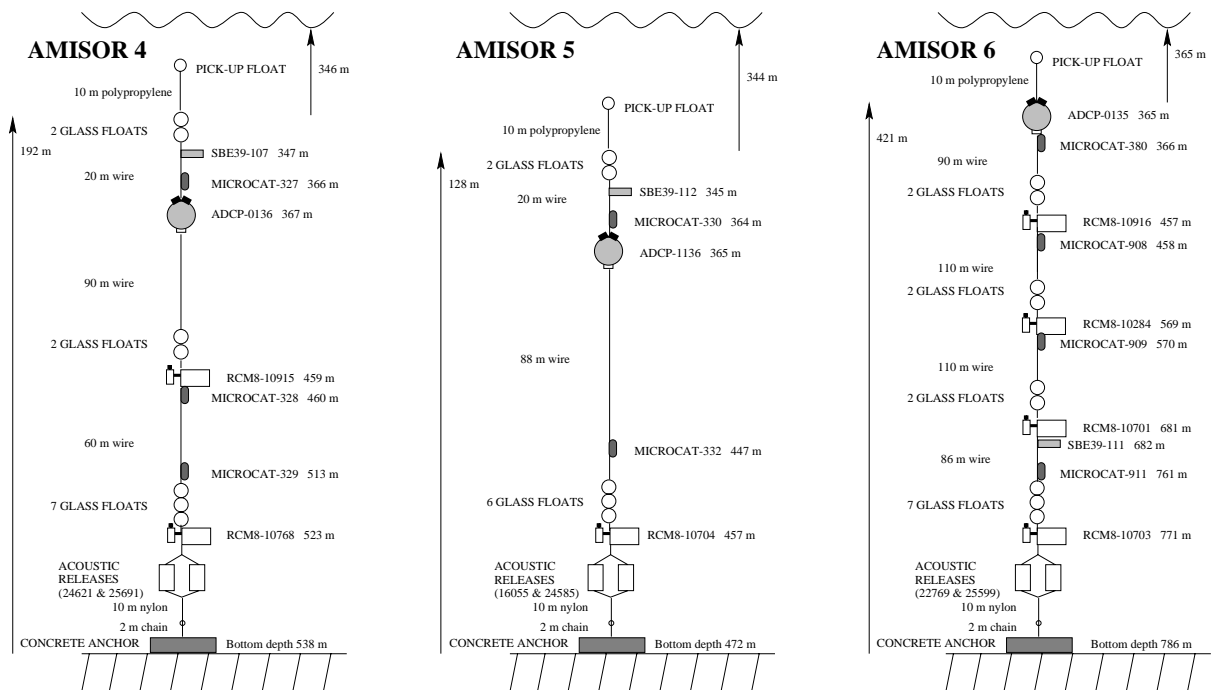 AMISOR 4
346 m
PICK-UP FLOAT
10 m polypropylene
2 GLASS FLOATS
192 m
SBE39-107 347 m
20 m wire
MICROCAT-327 366 m
ADCP-0136 367 m
90 m wire
2 GLASS FLOATS
RCM8-10915 459 m
MICROCAT-328 460 m
60 m wire
MICROCAT-329 513 m
7 GLASS FLOATS
RCM8-10768 523 m
ACOUSTIC
RELEASES
(24621 & 25691)
10 m nylon
2 m chain
CONCRETE ANCHOR
Bottom depth 538 m
AMISOR 5
344 m
PICK-UP FLOAT
10 m polypropylene
2 GLASS FLOATS
128 m
SBE39-112 345 m
20 m wire
MICROCAT-330 364 m
ADCP-1136 365 m
88 m wire
MICROCAT-332 447 m
6 GLASS FLOATS
RCM8-10704 457 m
ACOUSTIC
RELEASES
(16055 & 24585)
10 m nylon
2 m chain
CONCRETE ANCHOR
Bottom depth 472 m
AMISOR 6
365 m
PICK-UP FLOAT
10 m polypropylene
ADCP-0135 365 m
421 m
MICROCAT-380 366 m
90 m wire
2 GLASS FLOATS
RCM8-10916 457 m
MICROCAT-908 458 m
110 m wire
2 GLASS FLOATS
RCM8-10284 569 m
MICROCAT-909 570 m
110 m wire
2 GLASS FLOATS
RCM8-10701 681 m
SBE39-111 682 m
86 m wire
MICROCAT-911 761 m
7 GLASS FLOATS
RCM8-10703 771 m
ACOUSTIC
RELEASES
(22769 & 25599)
10 m nylon
2 m chain
CONCRETE ANCHOR
Bottom depth 786 m